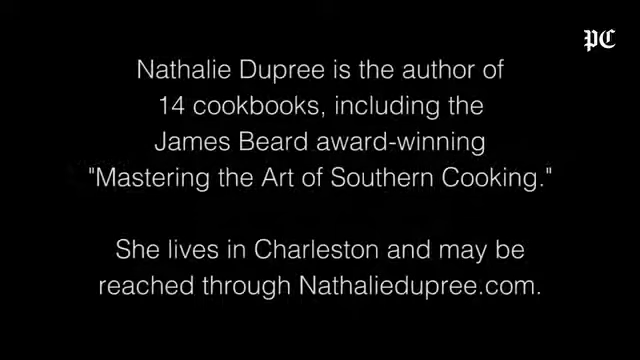 PC
Nathalie Dupree is the author of
14 cookbooks, including the
James Beard award-winning
"Mastering the Art of Southern Cooking."
She lives in Charleston and may be
reached through Nathaliedupree.com.